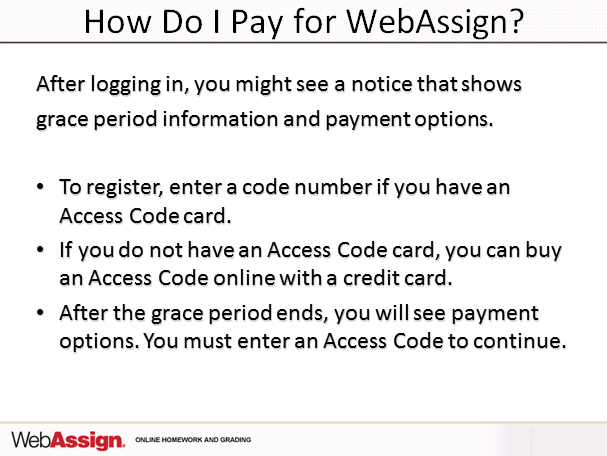 How Do I Pay for WebAssign?
After logging in, you might see a notice that shows
grace period information and payment options.
• To register, enter a code number if you have an
Access Code card.
• If you do not have an Access Code card, you can buy
an Access Code online with a credit card.
• After the grace period ends, you will see payment
options. You must enter an Access Code to continue.
WebAssign. ONLINE HOMEWORK AND GRADING